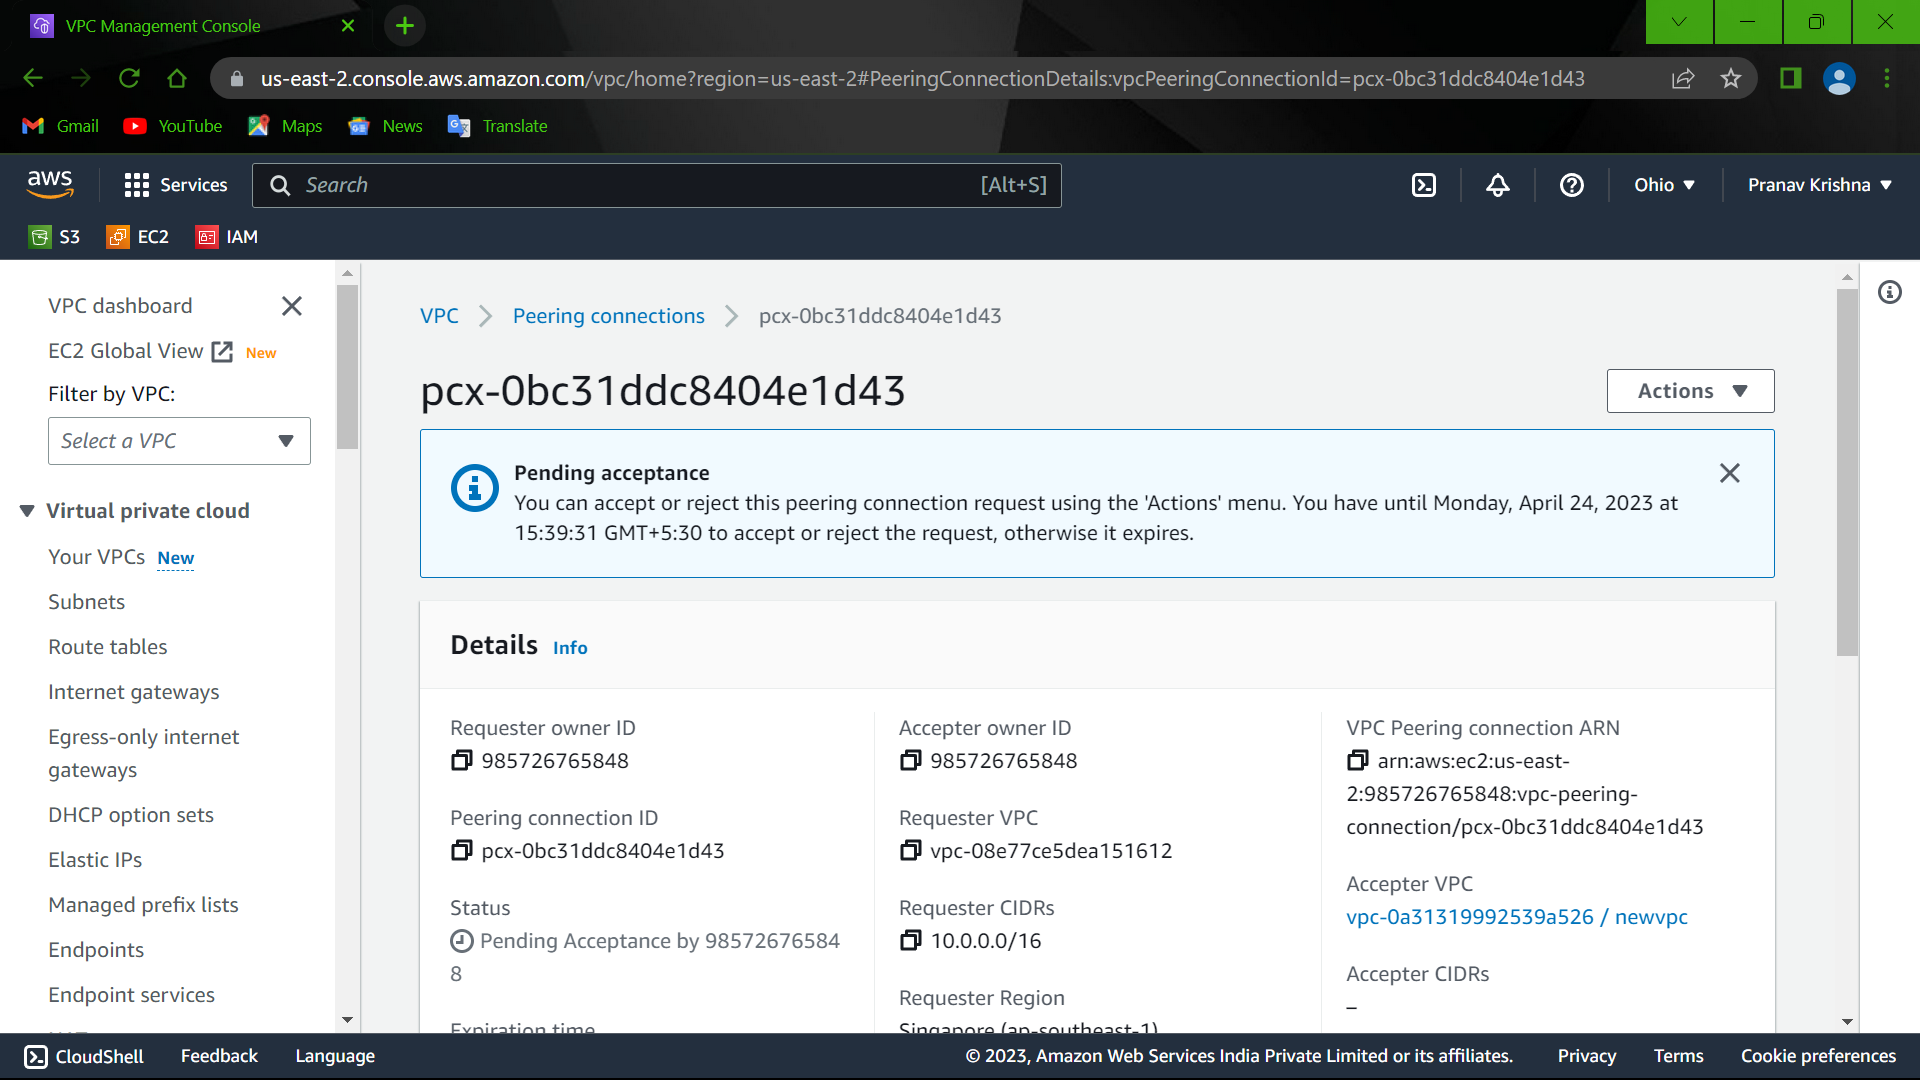 VPC Management Console
us-east-2.console.aws.amazon.com/vpc/home?region=us-east-2#PeeringConnectionDetails:vpcPeeringConnectionId=pcx-0bc31ddc8404e1d43
Gmail YouTube Maps News Translate
aws Services Search [Alt+S] Ohio Pranav Krishna
S3 EC2 IAM
VPC dashboard
EC2 Global View New
Filter by VPC:
Select a VPC
Virtual private cloud
Your VPCs New
Subnets
Route tables
Internet gateways
Egress-only internet
gateways
DHCP option sets
Elastic IPs
Managed prefix lists
Endpoints
Endpoint services
VPC Peering connections pcx-0bc31ddc8404e1d43
pcx-0bc31ddc8404e1d43
Actions
Pending acceptance
You can accept or reject this peering connection request using the 'Actions' menu. You have until Monday, April 24, 2023 at
15:39:31 GMT+5:30 to accept or reject the request, otherwise it expires.
Details Info
Requester owner ID
985726765848
Peering connection ID
pcx-0bc31ddc8404e1d43
Status
Pending Acceptance by 98572676584
8
Expiration time
Accepter owner ID
985726765848
Requester VPC
vpc-08e77ce5dea151612
Requester CIDRs
10.0.0.0/16
Requester Region
Singapore (ap-southeast-1)
VPC Peering connection ARN
arn:aws:ec2:us-east-
2:985726765848:vpc-peering-
connection/pcx-0bc31ddc8404e1d43
Accepter VPC
vpc-0a31319992539a526 / newvpc
Accepter CIDRs
–
CloudShell Feedback Language © 2023, Amazon Web Services India Private Limited or its affiliates. Privacy Terms Cookie preferences